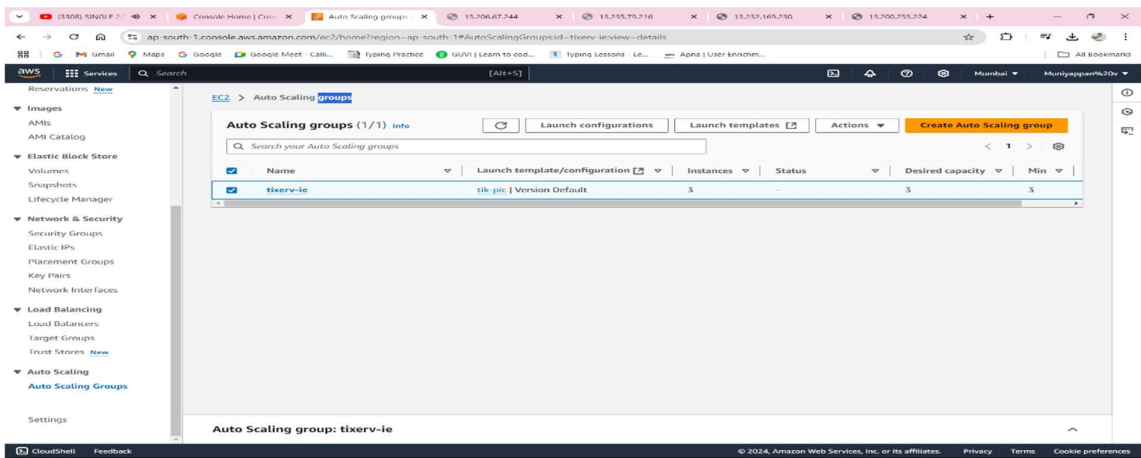 (3308) SINGLE
Console Home | Con
Auto Scaling groups
15.206.67.244
13.235.79.216
13.232.169.230
13.200.255.224
ap-south-1.console.aws.amazon.com/ec2/home?region=ap-south-1#AutoScalingGroups:id=tixerv-ie;view=details
Gmail
Maps
Google
Google Meet - Calli...
Typing Practice
GUVI | Learn to cod...
Typing Lessons - Le...
Apna | User Enrichm...
All Bookmarks
aws
Services
Search
[Alt+S]
Mumbai
Muniyappan%20v
Reservations New
Images
AMIs
AMI Catalog
Elastic Block Store
Volumes
Snapshots
Lifecycle Manager
Network & Security
Security Groups
Elastic IPs
Placement Groups
Key Pairs
Network Interfaces
Load Balancing
Load Balancers
Target Groups
Trust Stores New
Auto Scaling
Auto Scaling Groups
Settings
EC2 > Auto Scaling groups
Auto Scaling groups (1/1) Info
Launch configurations
Launch templates
Actions
Create Auto Scaling group
Search your Auto Scaling groups
< 1 >
Name
Launch template/configuration
Instances
Status
Desired capacity
Min
tixerv-ie
tik-pic | Version Default
3
-
3
3
Auto Scaling group: tixerv-ie
CloudShell
Feedback
© 2024, Amazon Web Services, Inc. or its affiliates.
Privacy
Terms
Cookie preferences